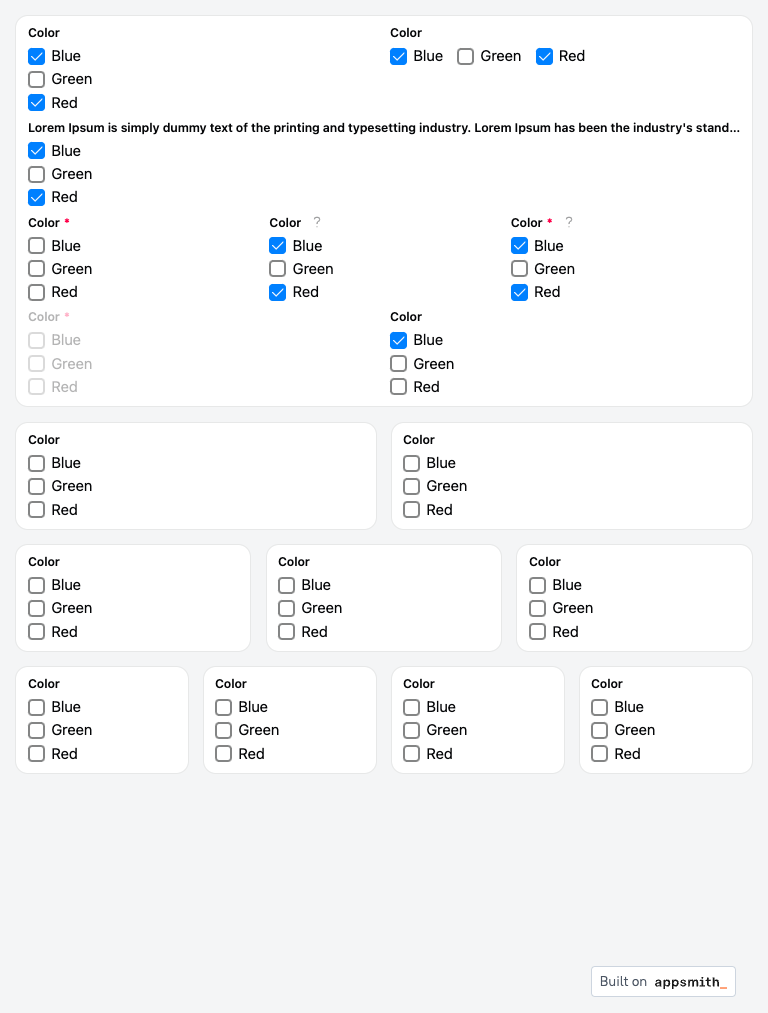 Color
Blue
Green
Red
Color
Blue Green Red
Lorem Ipsum is simply dummy text of the printing and typesetting industry. Lorem Ipsum has been the industry's stand...
Blue
Green
Red
Color *
Blue
Green
Red
Color ?
Blue
Green
Red
Color * ?
Blue
Green
Red
Color *
Blue
Green
Red
Color
Blue
Green
Red
Color
Blue
Green
Red
Color
Blue
Green
Red
Color
Blue
Green
Red
Color
Blue
Green
Red
Color
Blue
Green
Red
Color
Blue
Green
Red
Color
Blue
Green
Red
Color
Blue
Green
Red
Color
Blue
Green
Red
Built on appsmith_